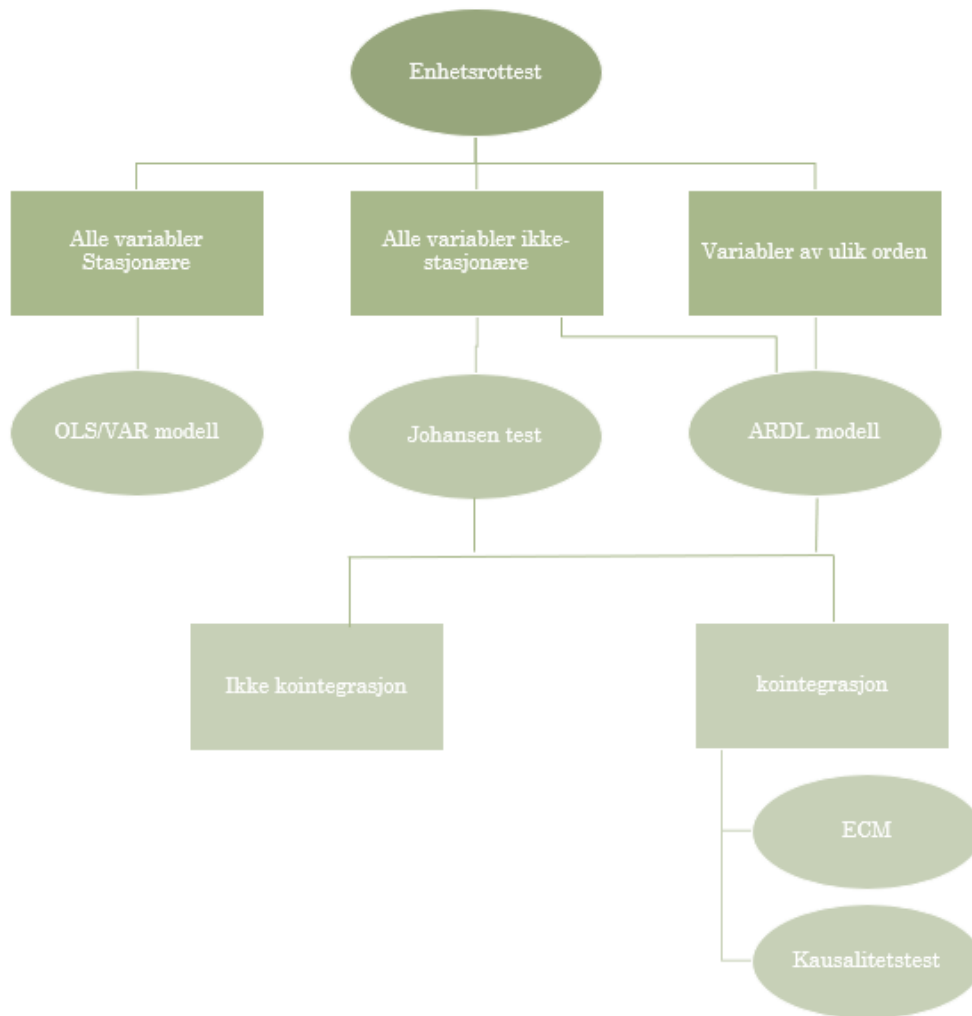 Enhetsrottest
Alle variabler
Stasjonære
Alle variabler ikke-
stasjonære
Variabler av ulik orden
OLS/VAR modell
Johansen test
ARDL modell
Ikke kointegrasjon
kointegrasjon
ECM
Kausalitetstest